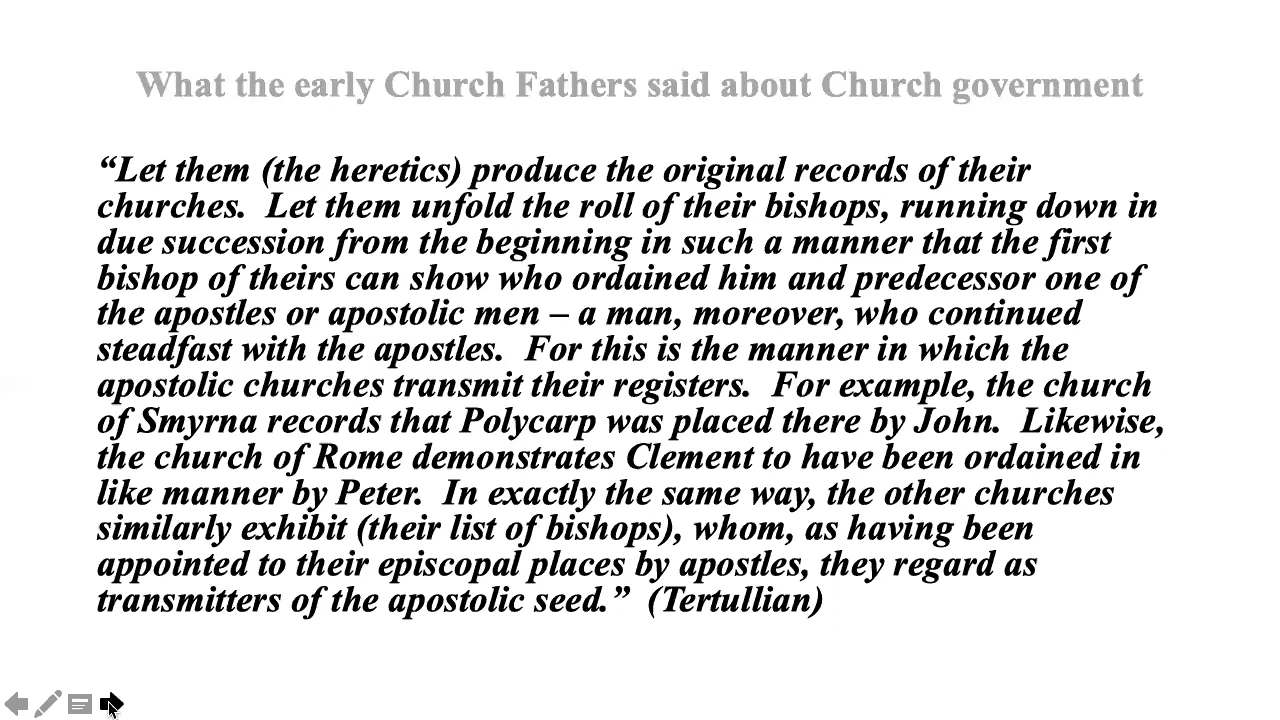 What the early Church Fathers said about Church government
“Let them (the heretics) produce the original records of their
churches.  Let them unfold the roll of their bishops, running down in
due succession from the beginning in such a manner that the first
bishop of theirs can show who ordained him and predecessor one of
the apostles or apostolic men – a man, moreover, who continued
steadfast with the apostles.  For this is the manner in which the
apostolic churches transmit their registers.  For example, the church
of Smyrna records that Polycarp was placed there by John.  Likewise,
the church of Rome demonstrates Clement to have been ordained in
like manner by Peter.  In exactly the same way, the other churches
similarly exhibit (their list of bishops), whom, as having been
appointed to their episcopal places by apostles, they regard as
transmitters of the apostolic seed.”  (Tertullian)